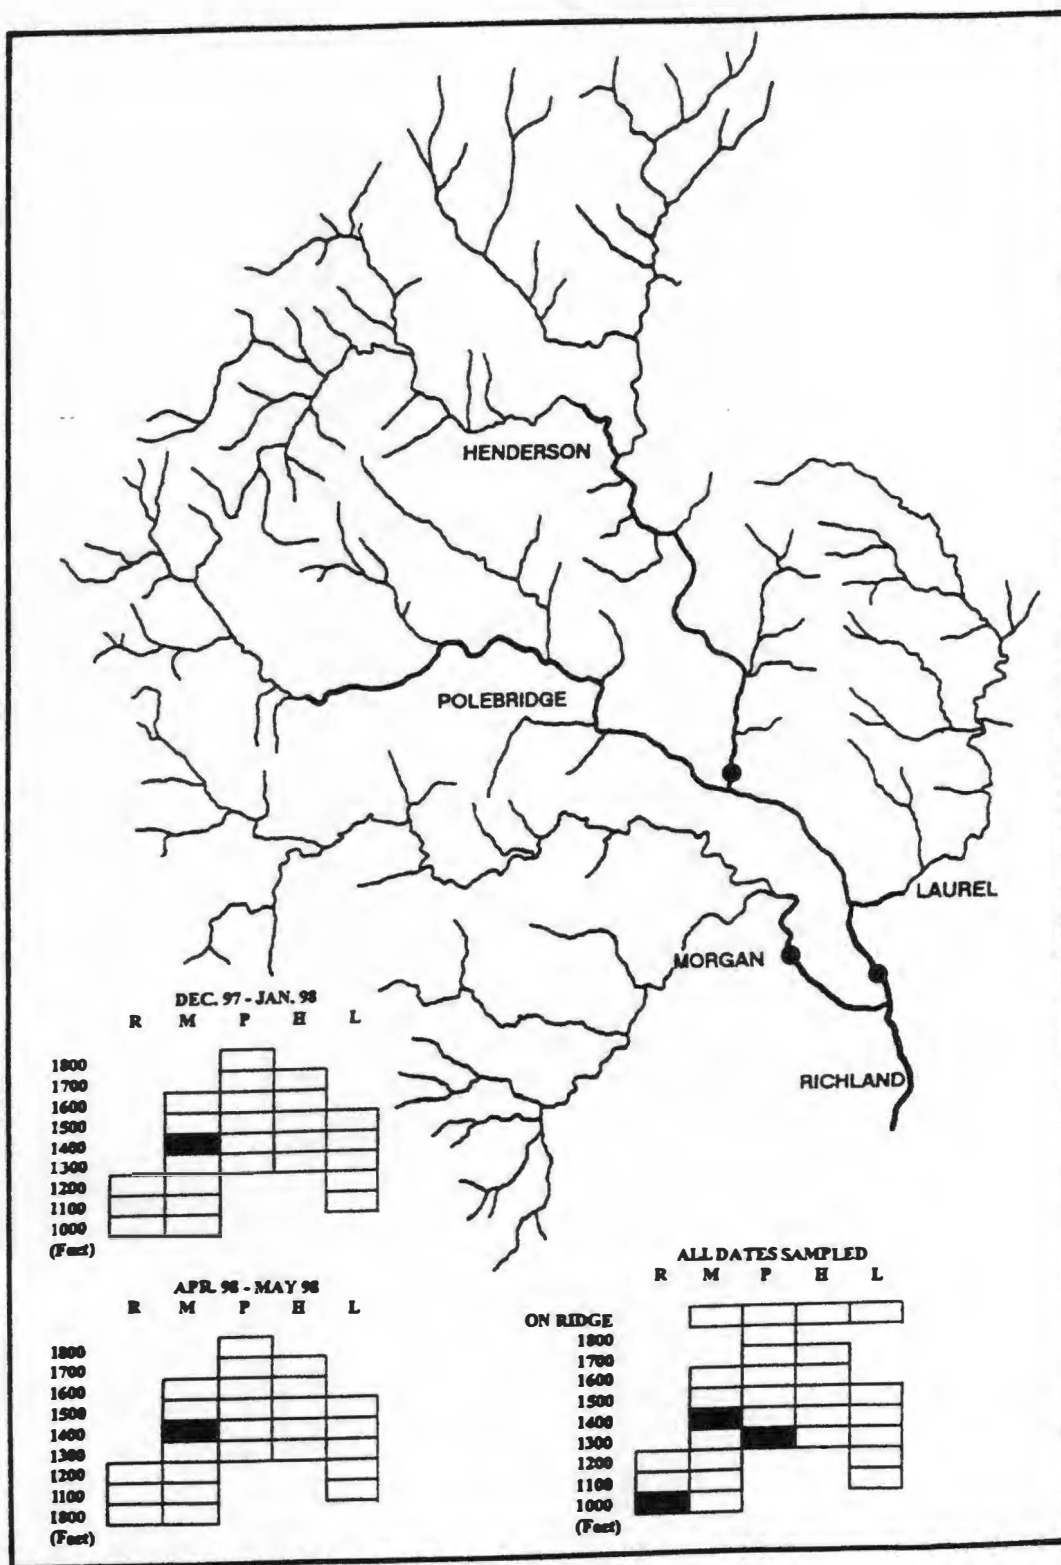 HENDERSON
POLEBRIDGE
LAUREL
MORGAN
RICHLAND
DEC. 97 - JAN. 98
R M P H L
1800
1700
1600
1500
1400
1300
1200
1100
1000
(Feet)
APR. 98 - MAY 98
R M P H L
1800
1700
1600
1500
1400
1300
1200
1100
1800
(Feet)
ALL DATES SAMPLED
R M P H L
ON RIDGE
1800
1700
1600
1500
1400
1300
1200
1100
1000
(Feet)